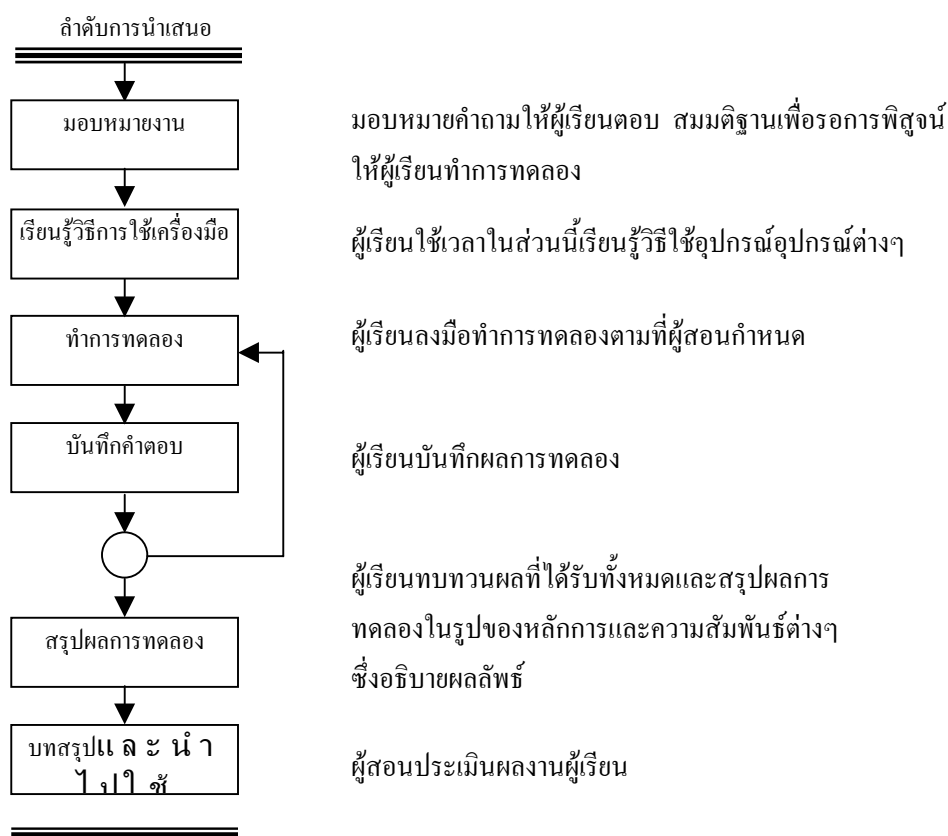 ลำดับการนำเสนอ
มอบหมายงาน
มอบหมายคำถามให้ผู้เรียนตอบ สมมติฐานเพื่อรอการพิสูจน์
ให้ผู้เรียนทำการทดลอง
เรียนรู้วิธีการใช้เครื่องมือ
ผู้เรียนใช้เวลาในส่วนนี้เรียนรู้วิธีใช้อุปกรณ์อุปกรณ์ต่างๆ
ทำการทดลอง
ผู้เรียนลงมือทำการทดลองตามที่ผู้สอนกำหนด
บันทึกคำตอบ
ผู้เรียนบันทึกผลการทดลอง
ผู้เรียนทบทวนผลที่ได้รับทั้งหมดและสรุปผลการ
ทดลองในรูปของหลักการและความสัมพันธ์ต่างๆ
ซึ่งอธิบายผลลัพธ์
สรุปผลการทดลอง
บทสรุปและนำ
ไปใช้
ผู้สอนประเมินผลงานผู้เรียน